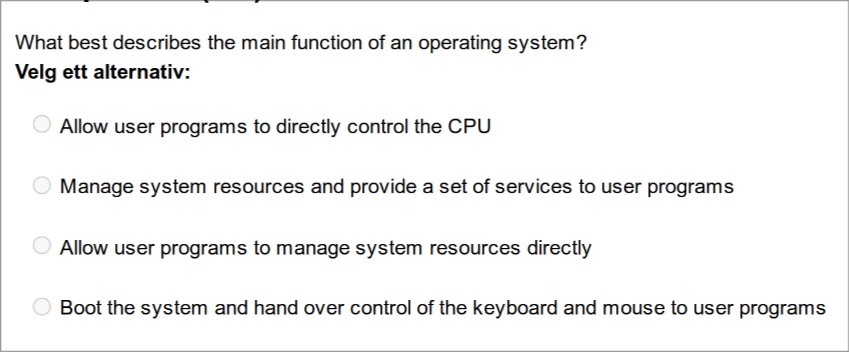 What best describes the main function of an operating system?
Velg ett alternativ:
Allow user programs to directly control the CPU
Manage system resources and provide a set of services to user programs
Allow user programs to manage system resources directly
Boot the system and hand over control of the keyboard and mouse to user programs